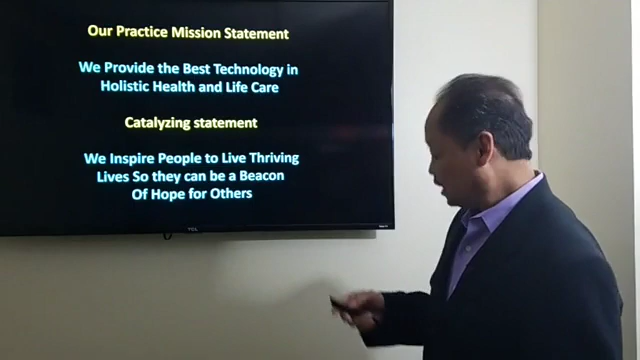 Our Practice Mission Statement
We Provide the Best Technology in
Holistic Health and Life Care
Catalyzing statement
We Inspire People to Live Thriving
Lives So they can be a Beacon
Of Hope for Others
TCL